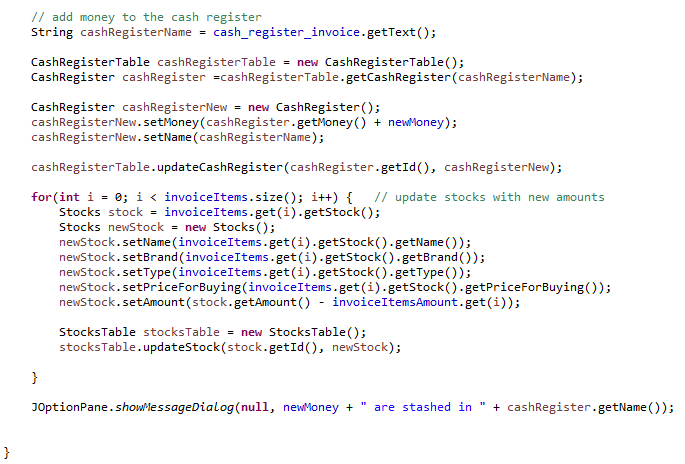 // add money to the cash register
String cashRegisterName = cash_register_invoice.getText();
CashRegisterTable cashRegisterTable = new CashRegisterTable();
CashRegister cashRegister =cashRegisterTable.getCashRegister(cashRegisterName);
CashRegister cashRegisterNew = new CashRegister();
cashRegisterNew.setMoney(cashRegister.getMoney() + newMoney);
cashRegisterNew.setName(cashRegisterName);
cashRegisterTable.updateCashRegister(cashRegister.getId(), cashRegisterNew);
for(int i = 0; i < invoiceItems.size(); i++) {   // update stocks with new amounts
    Stocks stock = invoiceItems.get(i).getStock();
    Stocks newStock = new Stocks();
    newStock.setName(invoiceItems.get(i).getStock().getName());
    newStock.setBrand(invoiceItems.get(i).getStock().getBrand());
    newStock.setType(invoiceItems.get(i).getStock().getType());
    newStock.setPriceForBuying(invoiceItems.get(i).getStock().getPriceForBuying());
    newStock.setAmount(stock.getAmount() - invoiceItemsAmount.get(i));
    StocksTable stocksTable = new StocksTable();
    stocksTable.updateStock(stock.getId(), newStock);
}
JOptionPane.showMessageDialog(null, newMoney + " are stashed in " + cashRegister.getName());
}